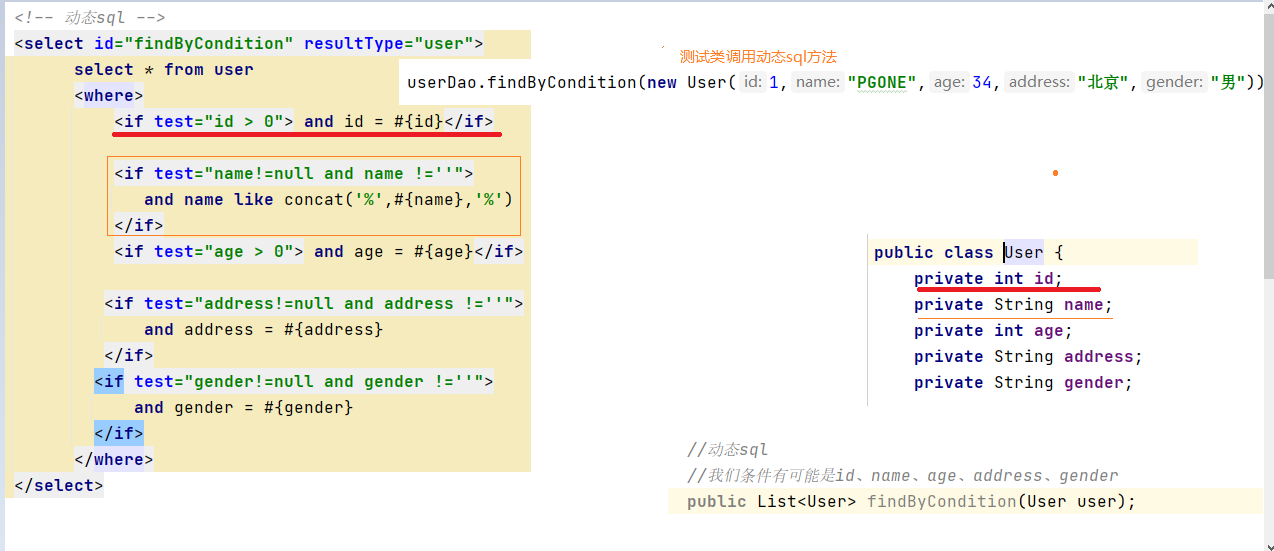 <!-- 动态sql -->
<select id="findByCondition" resultType="user">
select * from user
<where>
<if test="id > 0"> and id = #{id}</if>
<if test="name!=null and name !=''">
and name like concat('%',#{name},'%')
</if>
<if test="age > 0"> and age = #{age}</if>
<if test="address!=null and address !=''">
and address = #{address}
</if>
<if test="gender!=null and gender !=''">
and gender = #{gender}
</if>
</where>
</select>
测试类调用动态sql方法
userDao.findByCondition(new User( id: 1, name: "PGONE", age: 34, address: "北京", gender: "男"))
public class User {
private int id;
private String name;
private int age;
private String address;
private String gender;
//动态sql
//我们条件有可能是id、name、age、address、gender
public List<User> findByCondition(User user);